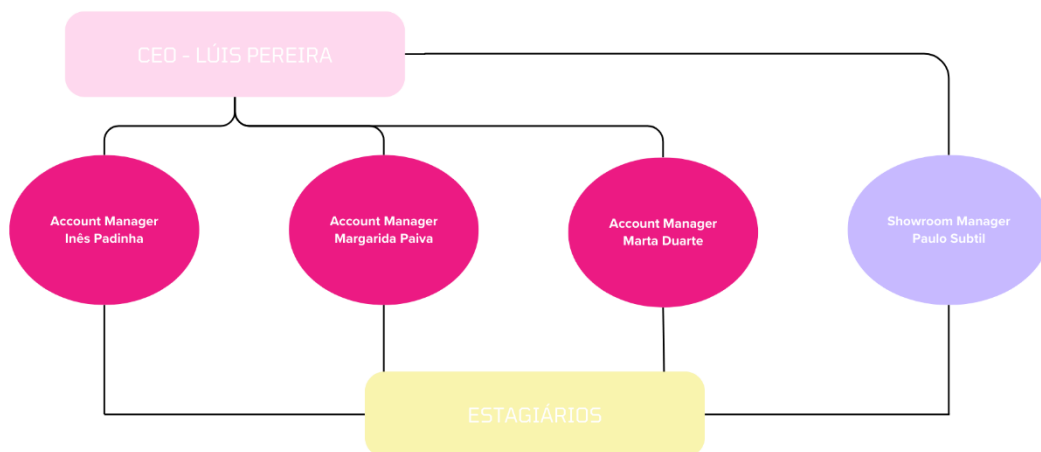 CEO - LÚIS PEREIRA
Account Manager
Inês Padinha
Account Manager
Margarida Paiva
Account Manager
Marta Duarte
Showroom Manager
Paulo Subtil
ESTAGIÁRIOS